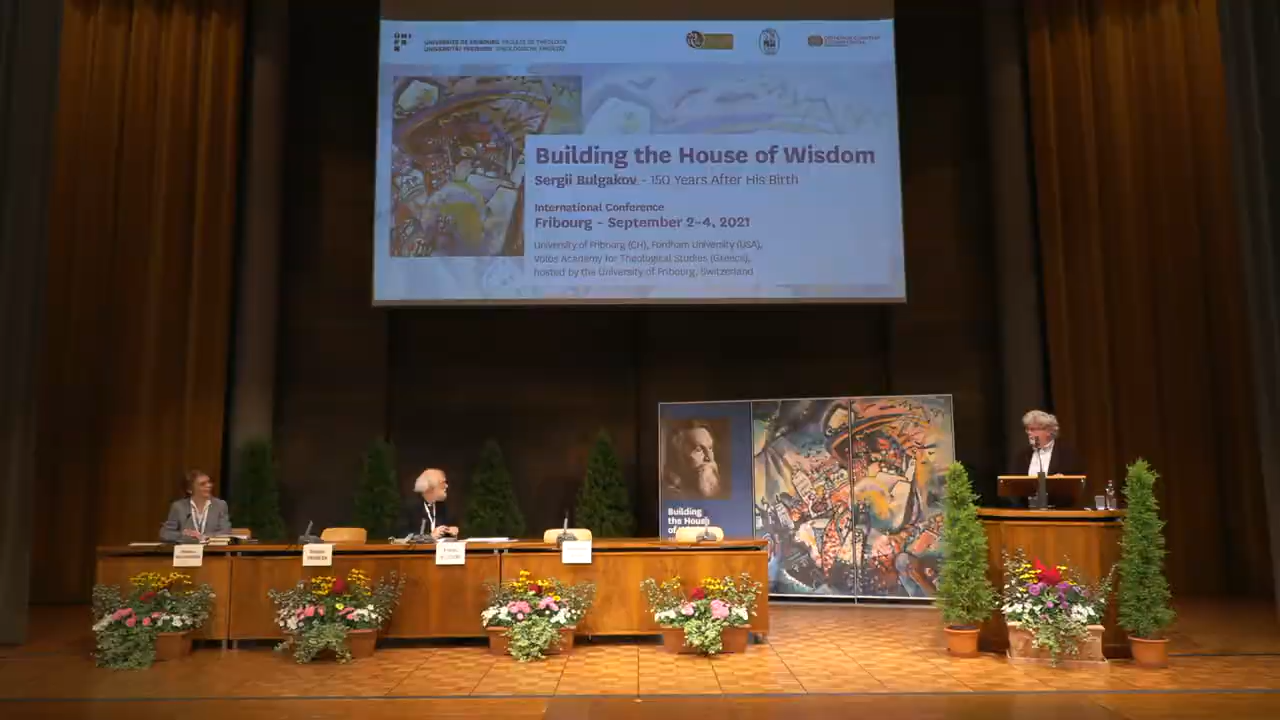 UNIVERSITÉ DE FRIBOURG FACULTÉ DE THÉOLOGIE
UNIVERSITÄT FREIBURG THEOLOGISCHE FAKULTÄT
Building the House of Wisdom
Sergii Bulgakov - 150 Years After His Birth
International Conference
Fribourg - September 2-4, 2021
University of Fribourg (CH), Fordham University (USA),
Volos Academy for Theological Studies (Greece),
hosted by the University of Fribourg, Switzerland
Building
the House